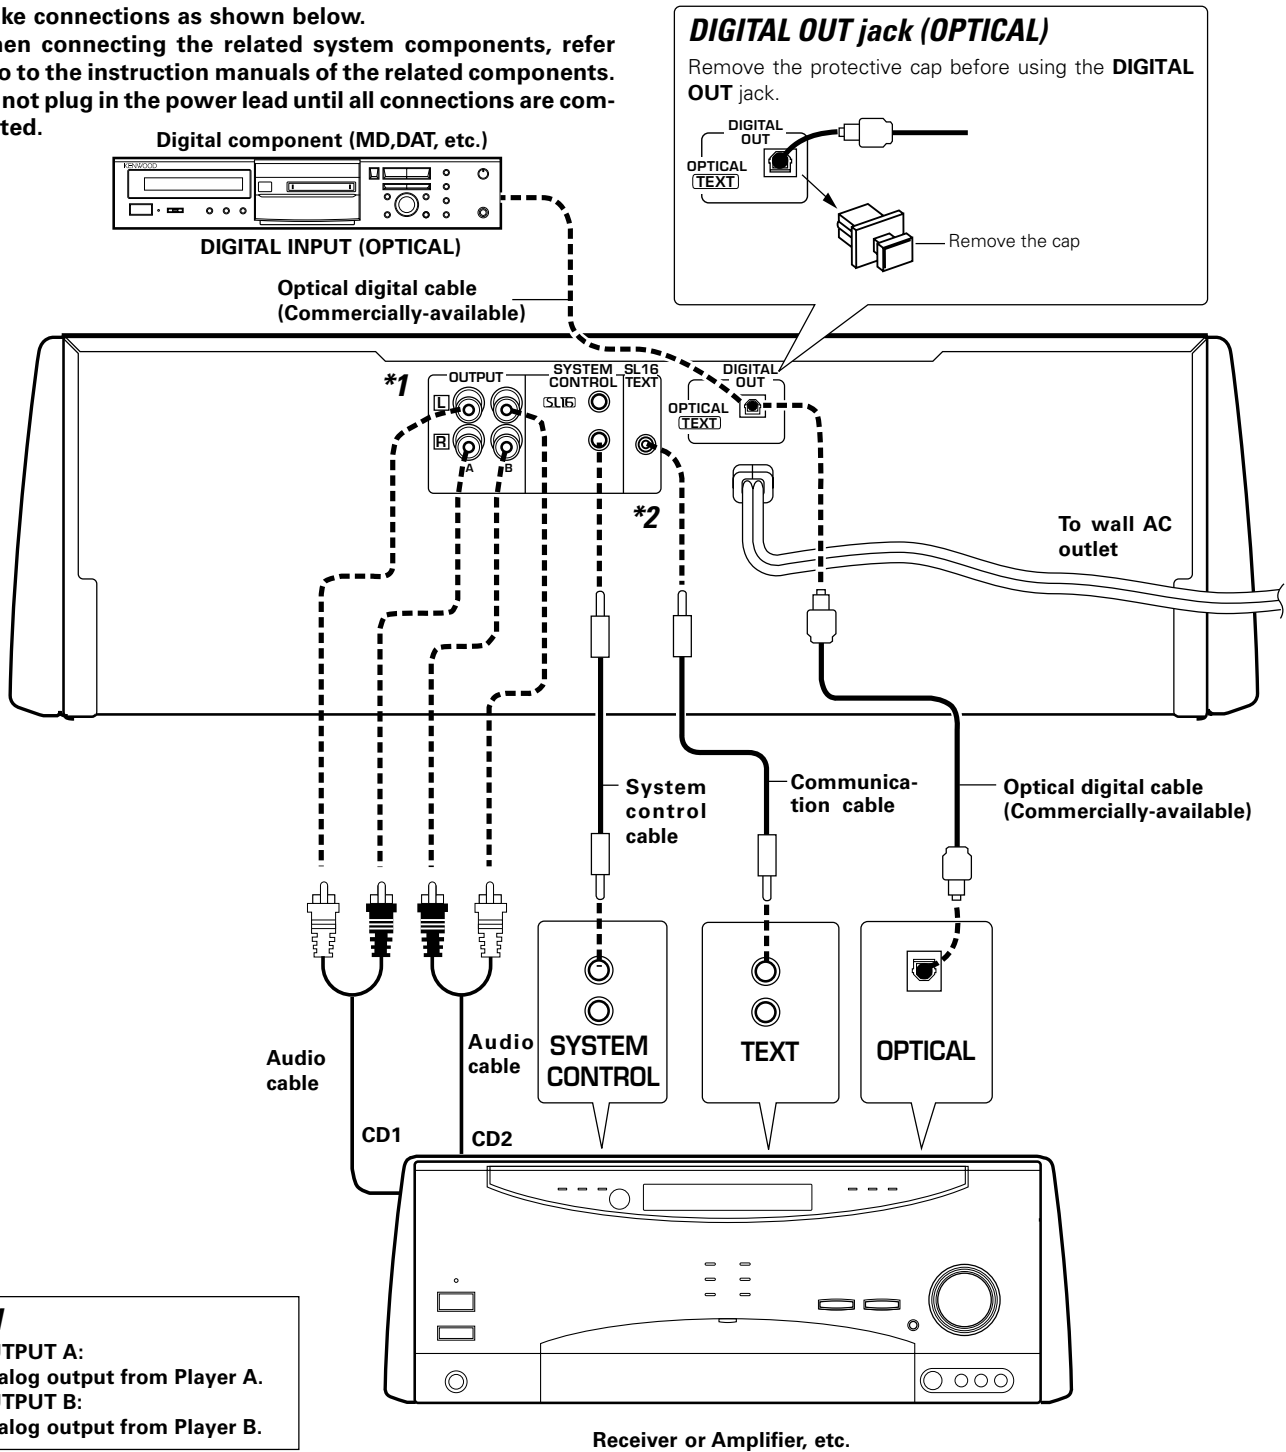 ke connections as shown below.
en connecting the related system components, refer
o to the instruction manuals of the related components.
not plug in the power lead until all connections are com-
ted.
DIGITAL OUT jack (OPTICAL)
Remove the protective cap before using the DIGITAL
OUT jack.
DIGITAL
OUT
OPTICAL
TEXT
Remove the cap
Digital component (MD,DAT, etc.)
KENWOOD
DIGITAL INPUT (OPTICAL)
Optical digital cable
(Commercially-available)
*1
OUTPUT
L
R
A B
SYSTEM
CONTROL
SL16
SL16
TEXT
DIGITAL
OUT
OPTICAL
TEXT
*2
To wall AC
outlet
System
control
cable
Communica-
tion cable
Optical digital cable
(Commercially-available)
Audio
cable
Audio
cable
SYSTEM
CONTROL
TEXT
OPTICAL
CD1
CD2
TPUT A:
alog output from Player A.
TPUT B:
alog output from Player B.
Receiver or Amplifier, etc.